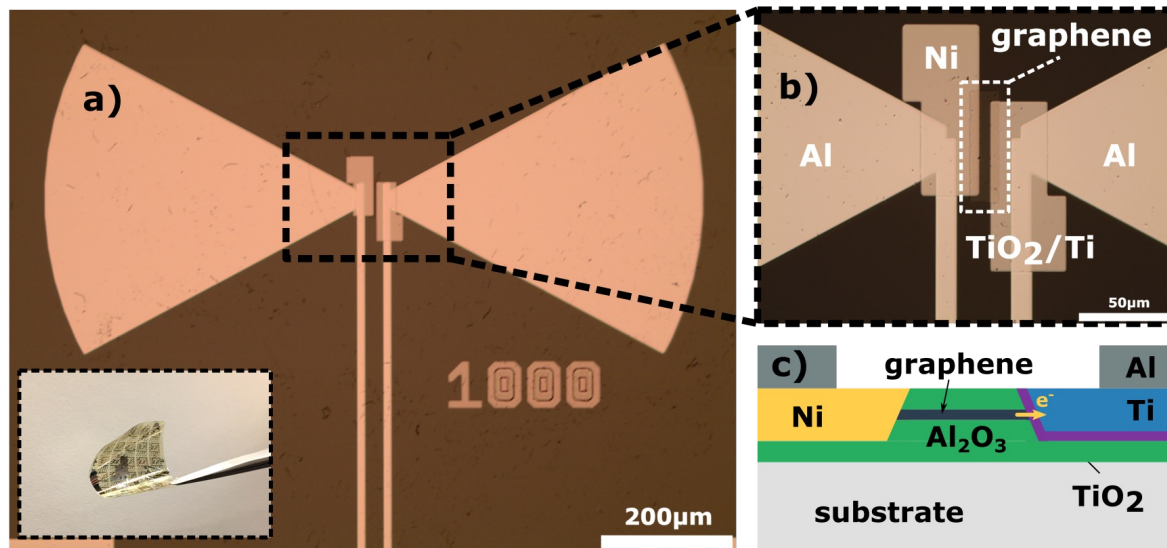 a)
1000
200μm
b)
graphene
Ni
Al
Al
TiO2/Ti
50μm
c)
graphene
Al
Ni
e-
Ti
Al2O3
TiO2
substrate